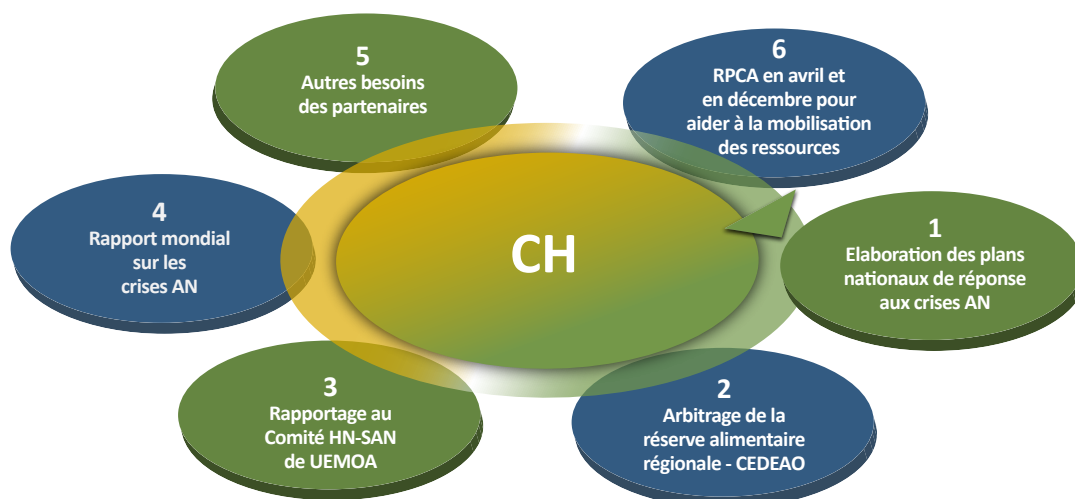 5
Autres besoins
des partenaires
6
RPCA en avril et
en décembre pour
aider à la mobilisation
des ressources
4
Rapport mondial
sur les
crises AN
CH
1
Elaboration des plans
nationaux de réponse
aux crises AN
3
Rapportage au
Comité HN-SAN
de UEMOA
2
Arbitrage de la
réserve alimentaire
régionale - CEDEAO